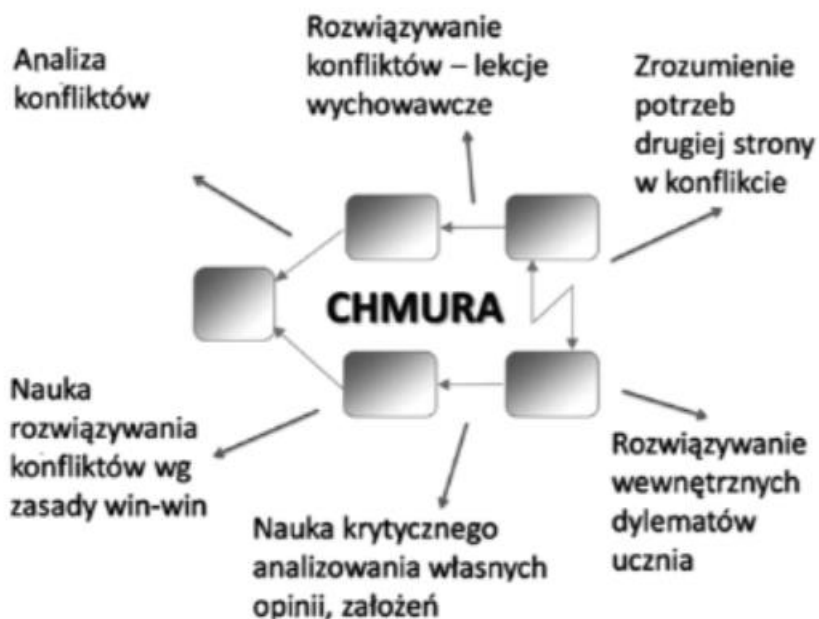 Analiza
konfliktów
Rozwiązywanie
konfliktów – lekcje
wychowawcze
Zrozumienie
potrzeb
drugiej strony
w konflikcie
CHMURA
Nauka
rozwiązywania
konfliktów wg
zasady win-win
Nauka krytycznego
analizowania własnych
opinii, założeń
Rozwiązywanie
wewnętrznych
dylematów
ucznia